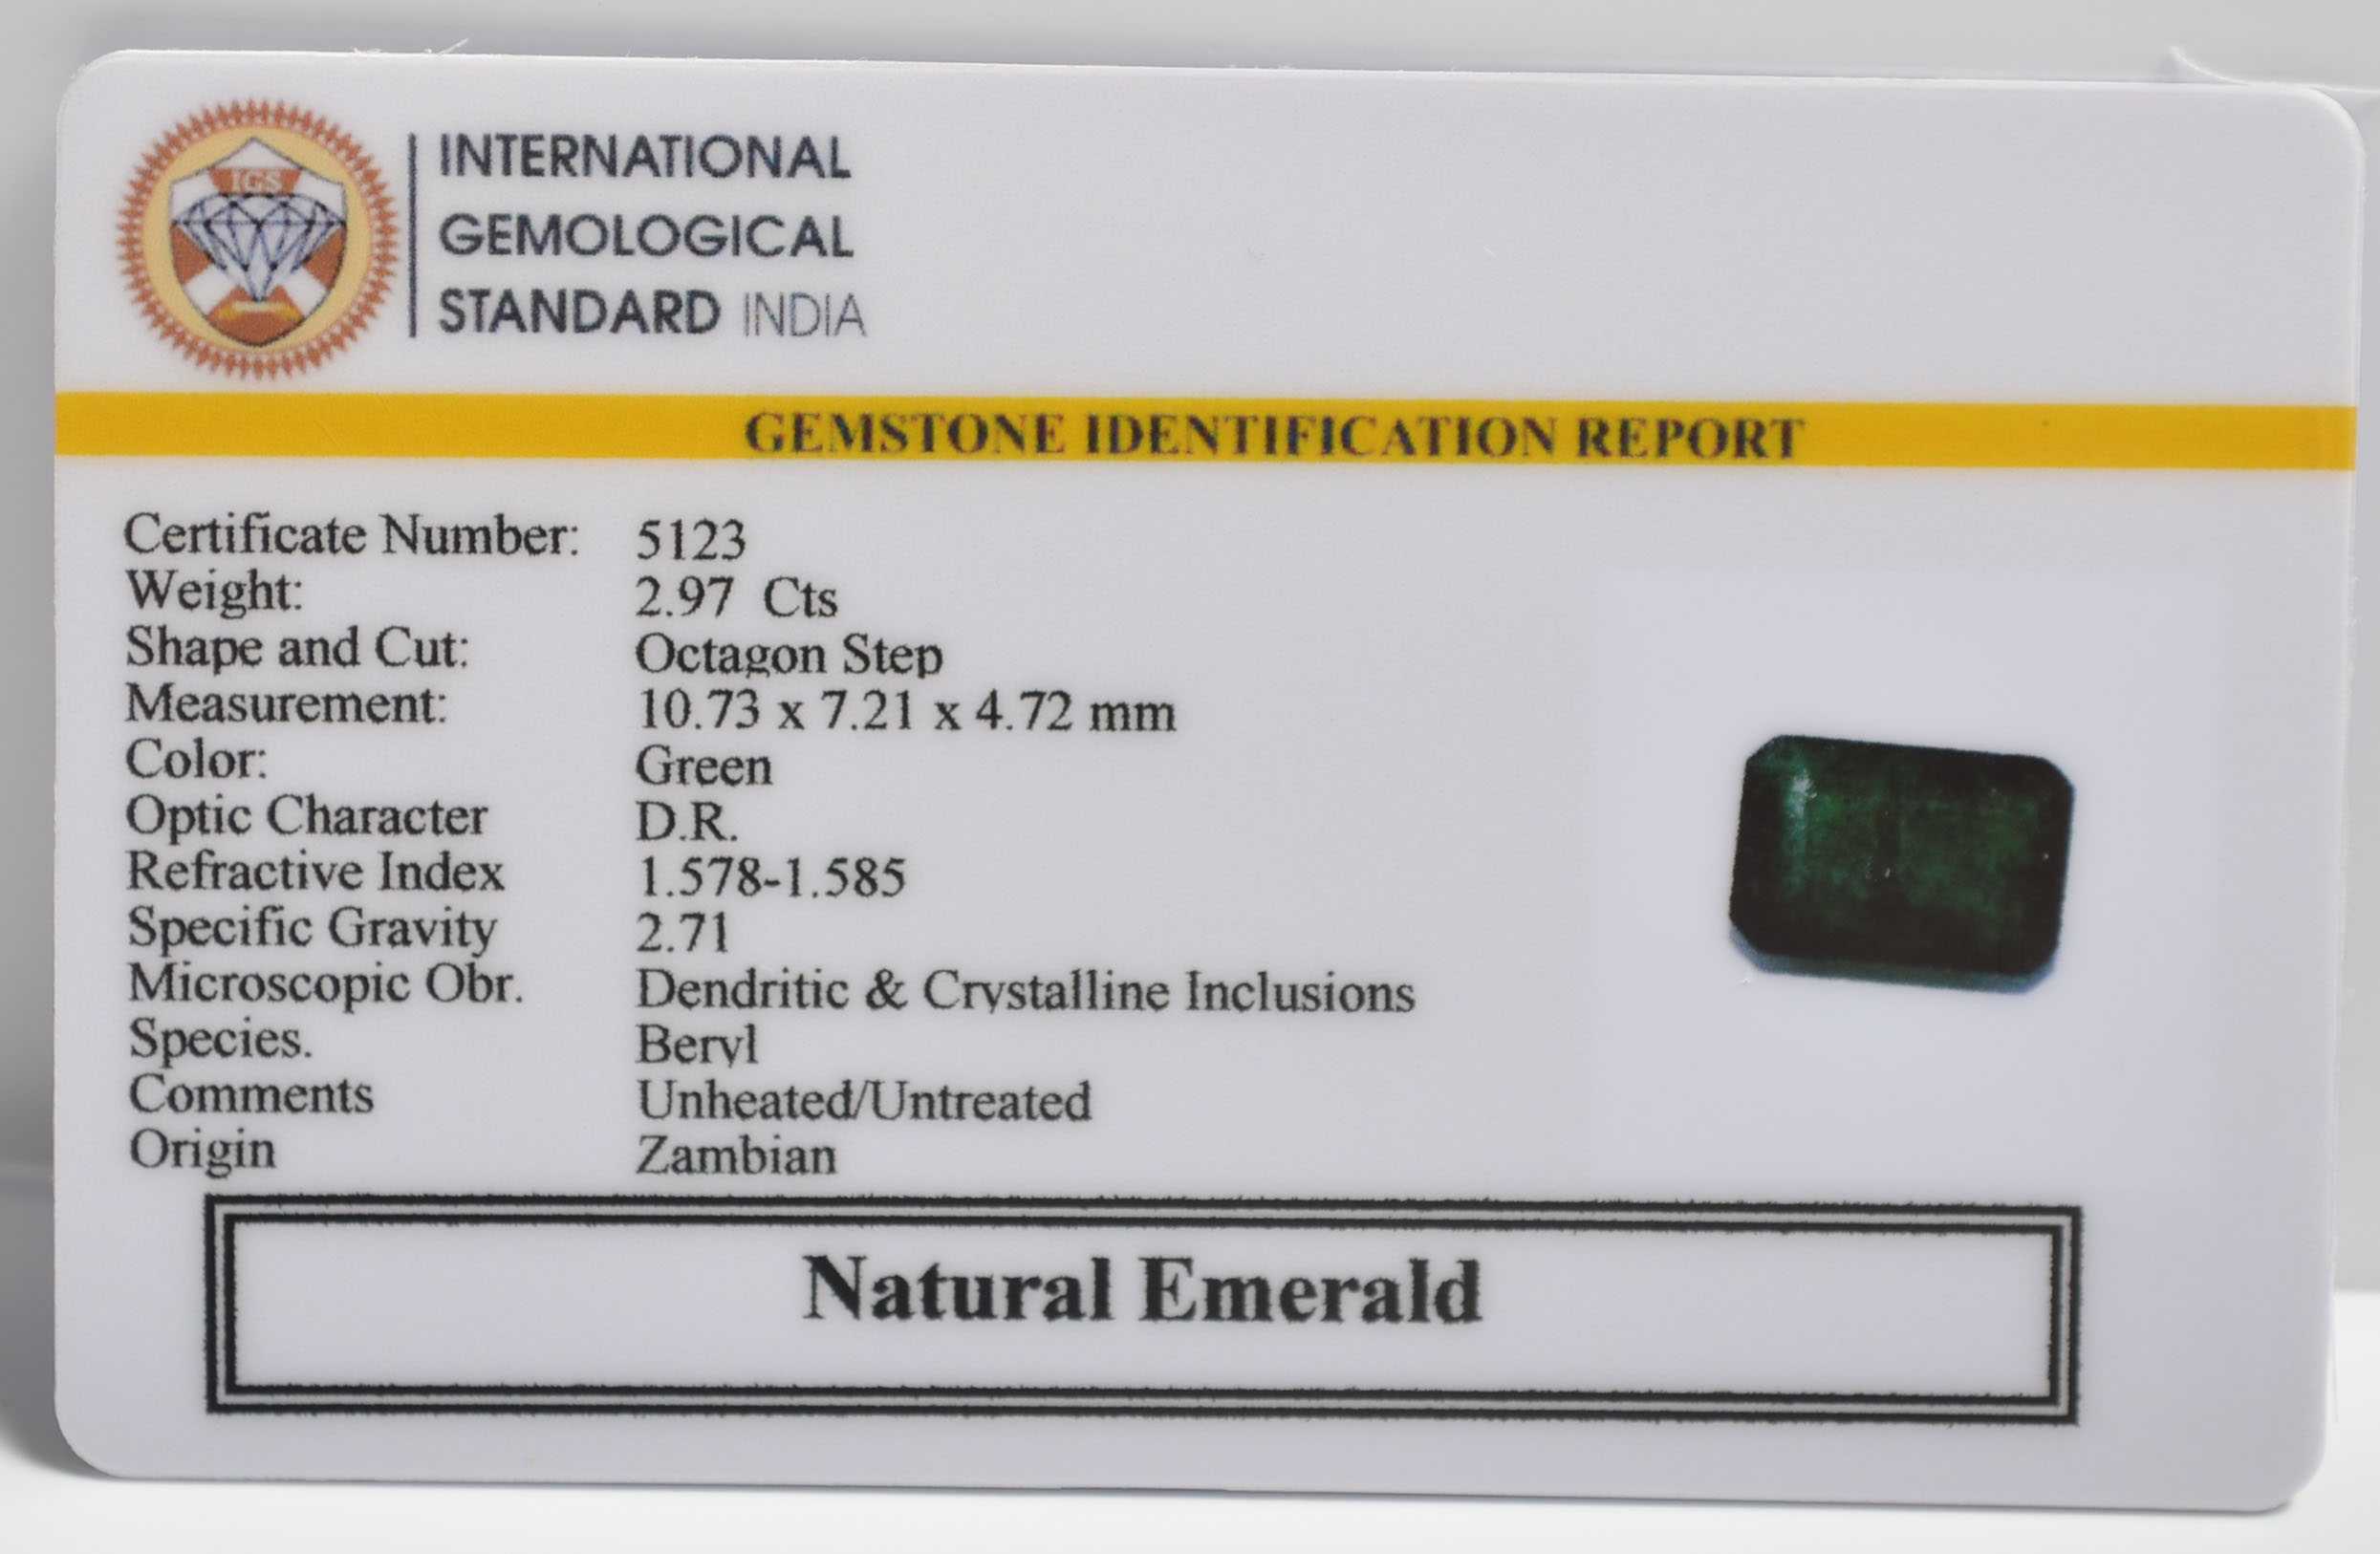 IGS
INTERNATIONAL
GEMOLOGICAL
STANDARD INDIA
GEMSTONE IDENTIFICATION REPORT
Certificate Number: 5123
Weight: 2.97 Cts
Shape and Cut: Octagon Step
Measurement: 10.73 x 7.21 x 4.72 mm
Color: Green
Optic Character D.R.
Refractive Index 1.578-1.585
Specific Gravity 2.71
Microscopic Obr. Dendritic & Crystalline Inclusions
Species. Beryl
Comments Unheated/Untreated
Origin Zambian
Natural Emerald